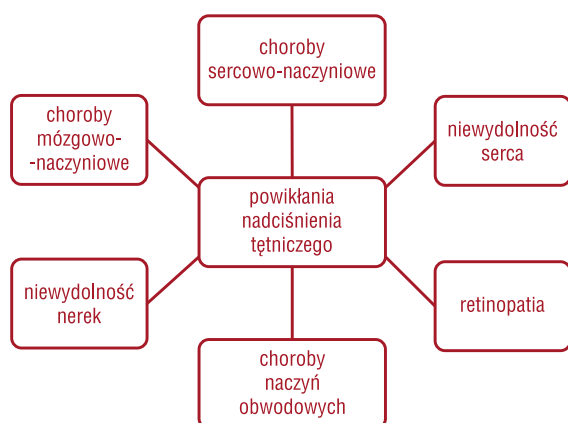 choroby
sercowo-naczyniowe
choroby
mózgowo-
-naczyniowe
niewydolność
serca
powikłania
nadciśnienia
tętniczego
niewydolność
nerek
retinopatia
choroby
naczyń
obwodowych